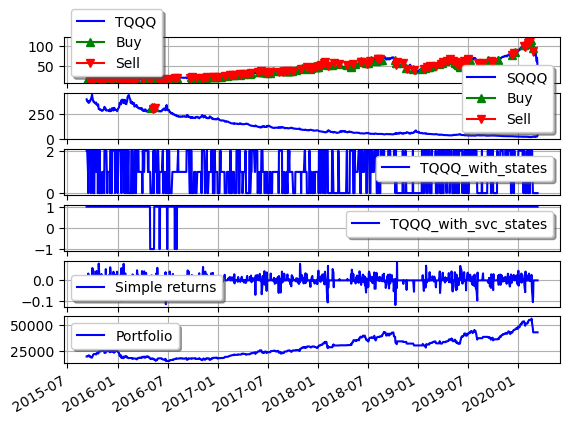 TQQQ
Buy
Sell
100
50
SQQQ
Buy
Sell
250
0
2
0
TQQQ_with_states
1
0
−1
TQQQ_with_svc_states
0.0
−0.1
Simple returns
50000
25000
Portfolio
2015-07
2016-01
2016-07
2017-01
2017-07
2018-01
2018-07
2019-01
2019-07
2020-01